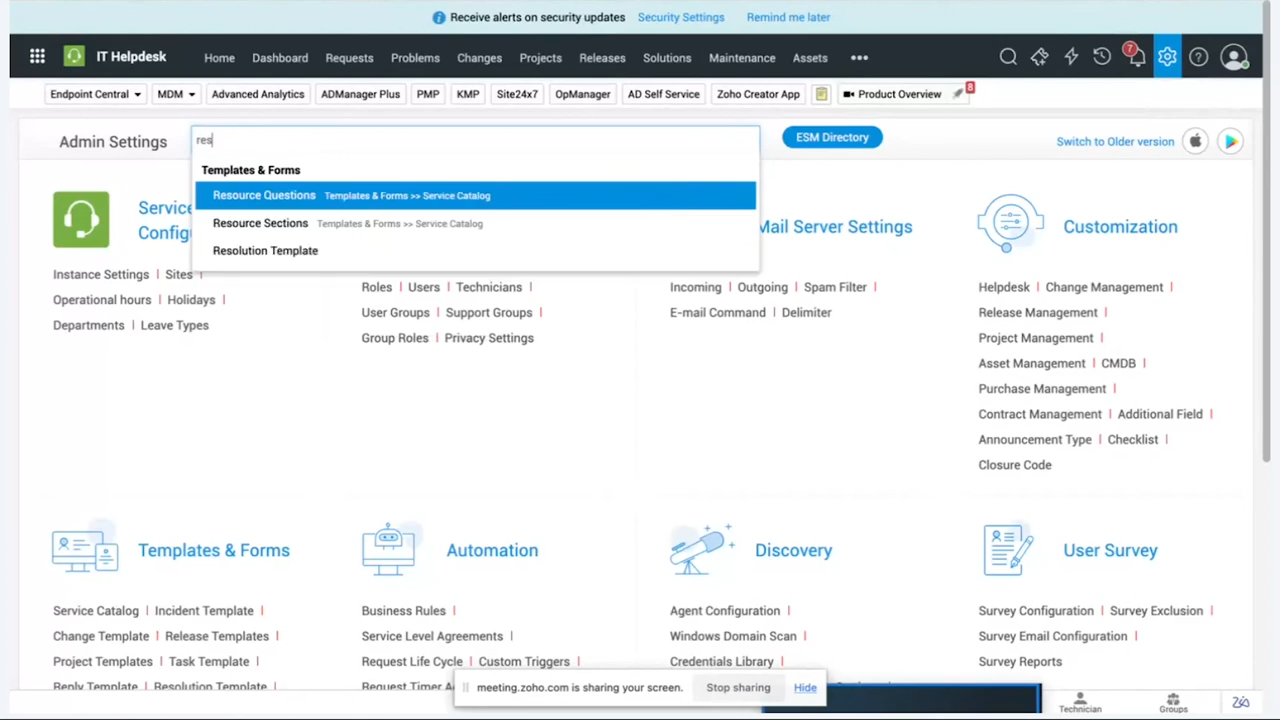 Receive alerts on security updates Security Settings Remind me later
IT Helpdesk Home Dashboard Requests Problems Changes Projects Releases Solutions Maintenance Assets ••• 7
Endpoint Central MDM Advanced Analytics ADManager Plus PMP KMP Site24x7 OpManager AD Self Service Zoho Creator App Product Overview 8
Admin Settings res ESM Directory Switch to Older version
Templates & Forms
Resource Questions Templates & Forms >> Service Catalog
Resource Sections Templates & Forms >> Service Catalog
Resolution Template
Service
Config
Mail Server Settings
Customization
Instance Settings | Sites |
Operational hours | Holidays |
Departments | Leave Types
Roles | Users | Technicians |
User Groups | Support Groups |
Group Roles | Privacy Settings
Incoming | Outgoing | Spam Filter |
E-mail Command | Delimiter
Helpdesk | Change Management |
Release Management |
Project Management |
Asset Management | CMDB |
Purchase Management |
Contract Management | Additional Field |
Announcement Type | Checklist |
Closure Code
Templates & Forms
Service Catalog | Incident Template |
Change Template | Release Templates |
Project Templates | Task Template |
Reply Template | Resolution Template |
Automation
Business Rules |
Service Level Agreements |
Request Life Cycle | Custom Triggers |
Request Timer A
Discovery
Agent Configuration |
Windows Domain Scan |
Credentials Library |
User Survey
Survey Configuration | Survey Exclusion |
Survey Email Configuration |
Survey Reports
meeting.zoho.com is sharing your screen. Stop sharing Hide
Technician Groups Zia